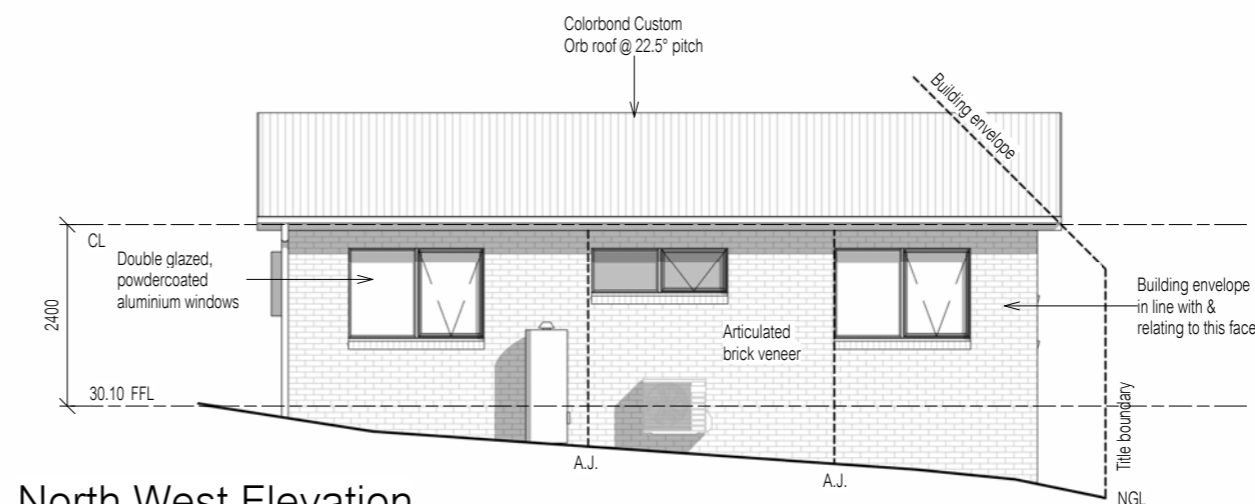 Colorbond Custom
Orb roof @ 22.5° pitch
Building envelope
CL
Double glazed,
powdercoated
aluminium windows
2400
Building envelope
in line with &
relating to this face
Articulated
brick veneer
30.10 FFL
Title boundary
A.J.
A.J.
NGL
North West Elevation